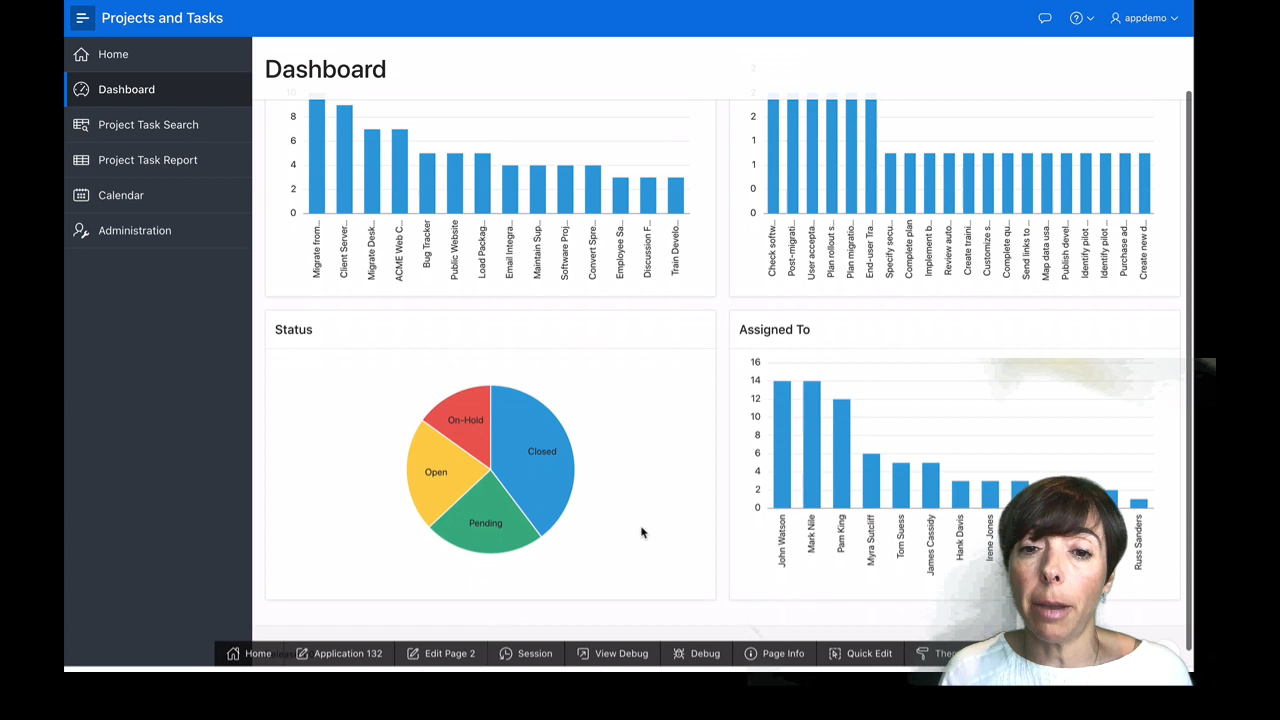 Projects and Tasks
appdemo
Home
Dashboard
Project Task Search
Project Task Report
Calendar
Administration
Dashboard
10
8
6
4
2
0
Migrate from...
Client Server...
Migrate Desk...
ACME Web C...
Bug Tracker
Public Website
Load Packag...
Email Integra...
Maintain Sup...
Software Proj...
Convert Spre...
Employee Sa...
Discussion F...
Train Develo...
2
2
2
1
1
0
0
Check softw...
Post-migrati...
User accepta...
Plan rollout s...
Plan migratio...
End-user Tra...
Specify secu...
Complete plan
Implement b...
Review auto...
Create traini...
Customize s...
Complete qu...
Send links to ...
Map data usa...
Publish devel...
Identify pilot ...
Identify pilot ...
Purchase ad...
Create new d...
Status
On-Hold
Closed
Open
Pending
Assigned To
16
14
12
10
8
6
4
2
0
John Watson
Mark Nile
Pam King
Myra Sutcliff
Tom Suess
James Cassidy
Hank Davis
Irene Jones
Russ Sanders
Home
Application 132
Edit Page 2
Session
View Debug
Debug
Page Info
Quick Edit